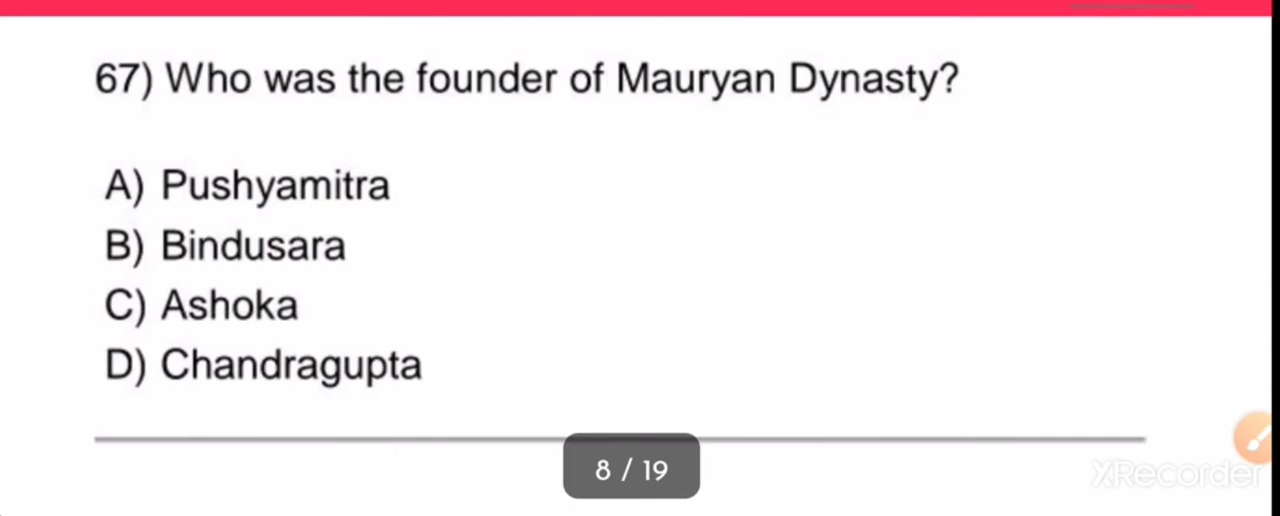 67) Who was the founder of Mauryan Dynasty?
A) Pushyamitra
B) Bindusara
C) Ashoka
D) Chandragupta
8 / 19
XRecorder